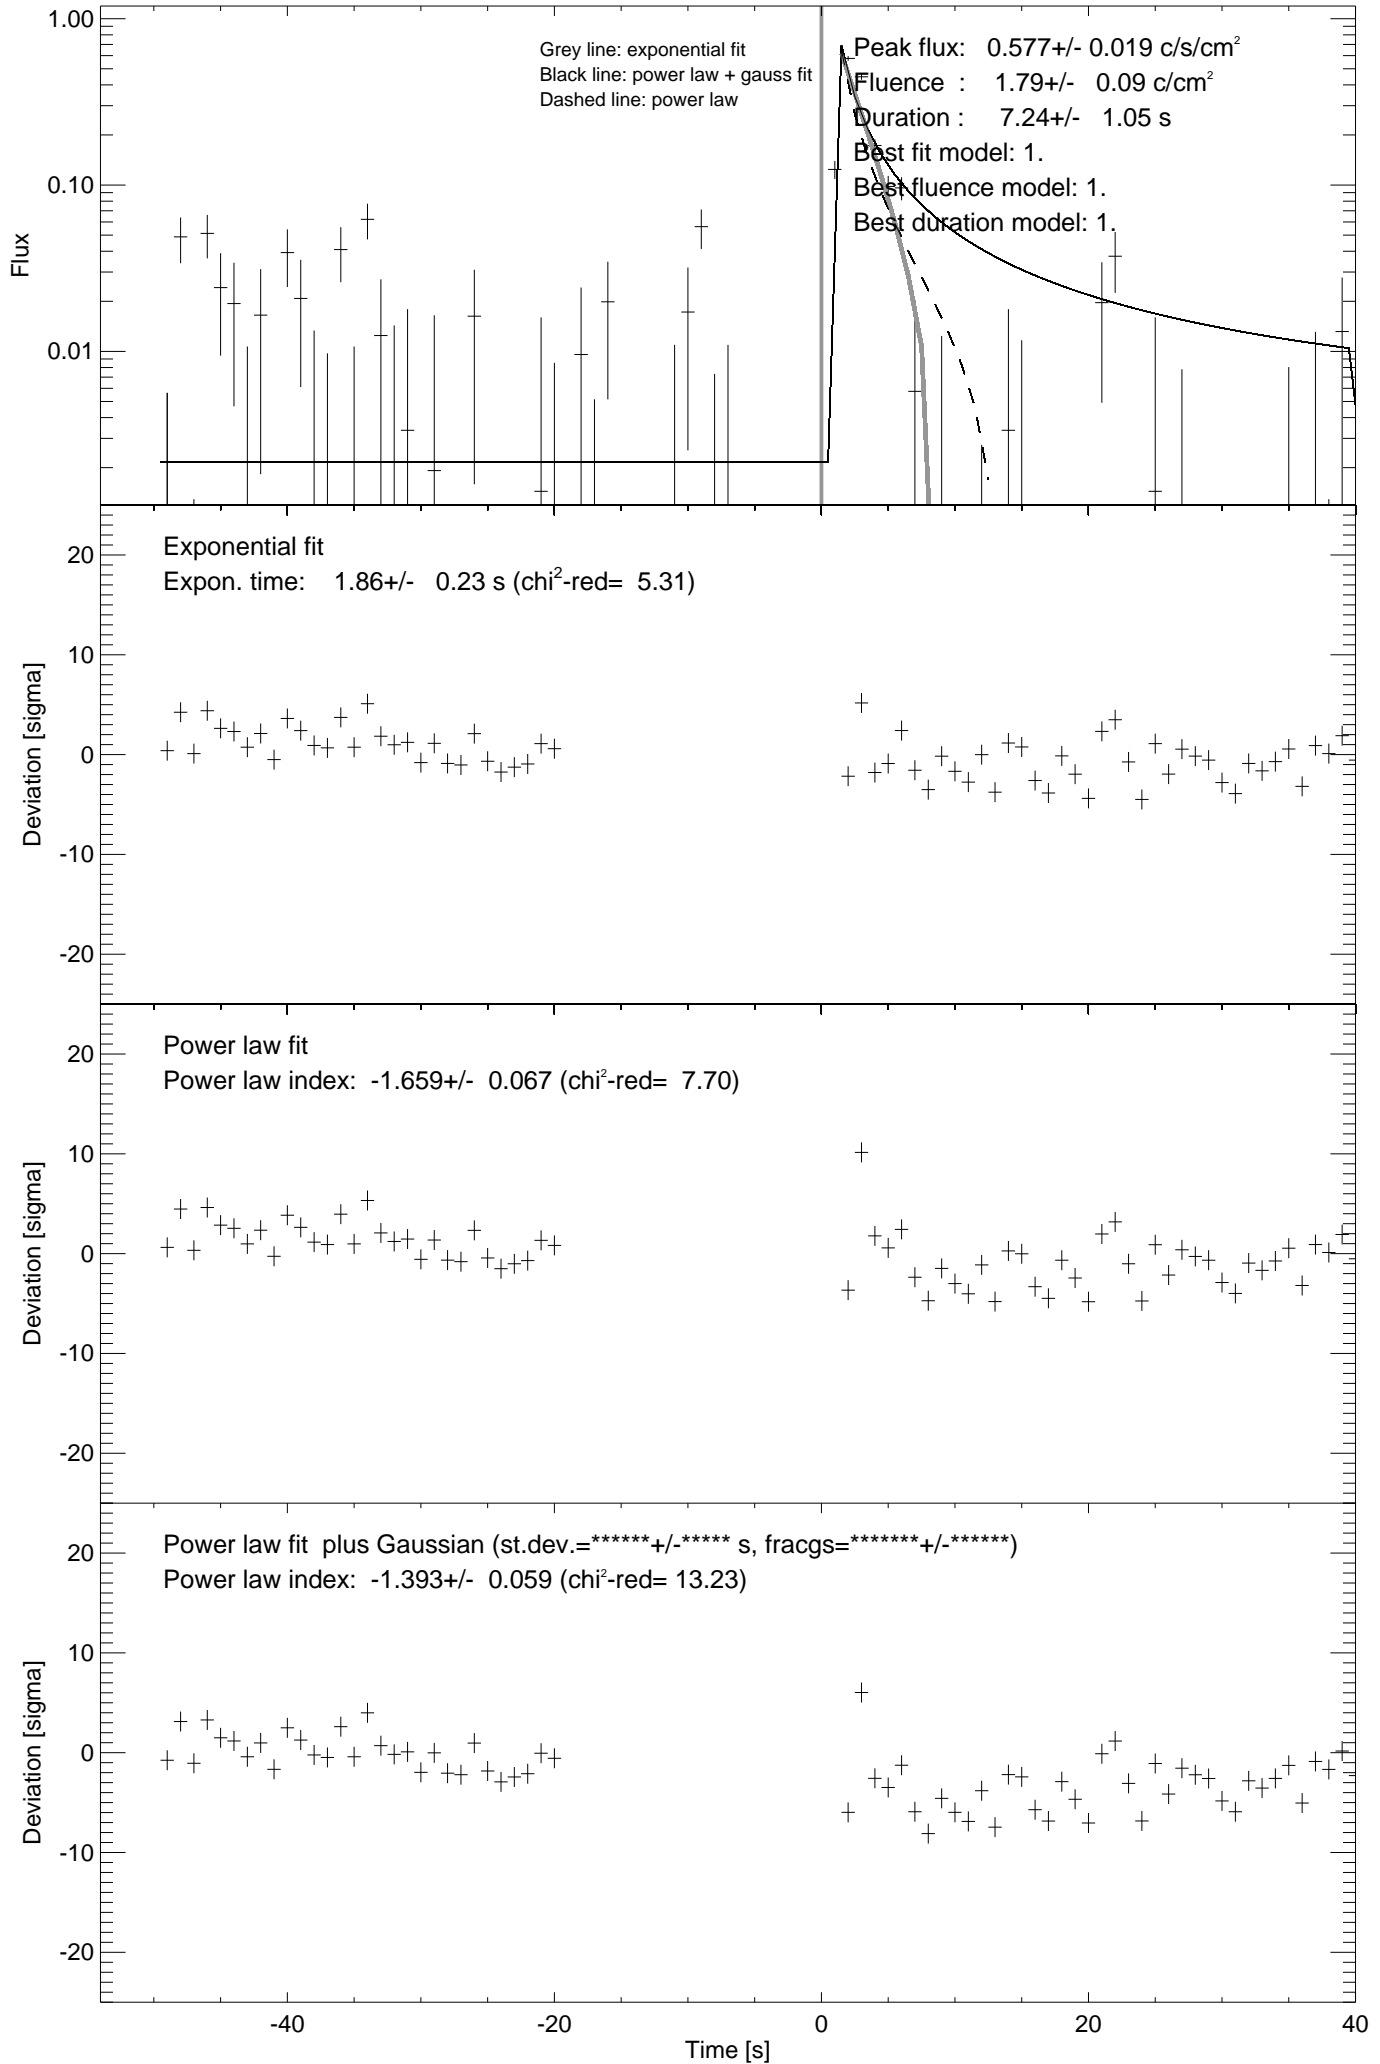 1.00
0.10
0.01
Flux
Grey line: exponential fit
Black line: power law + gauss fit
Dashed line: power law
Peak flux: 0.577+/- 0.019 c/s/cm²
Fluence : 1.79+/- 0.09 c/cm²
Duration : 7.24+/- 1.05 s
Best fit model: 1.
Best fluence model: 1.
Best duration model: 1.
Exponential fit
Expon. time: 1.86+/- 0.23 s (chi²-red= 5.31)
20
10
0
-10
-20
Deviation [sigma]
Power law fit
Power law index: -1.659+/- 0.067 (chi²-red= 7.70)
20
10
0
-10
-20
Deviation [sigma]
Power law fit plus Gaussian (st.dev.=******+/-***** s, fracgs=*******+/-******)
Power law index: -1.393+/- 0.059 (chi²-red= 13.23)
20
10
0
-10
-20
Deviation [sigma]
-40 -20 0 20 40
Time [s]